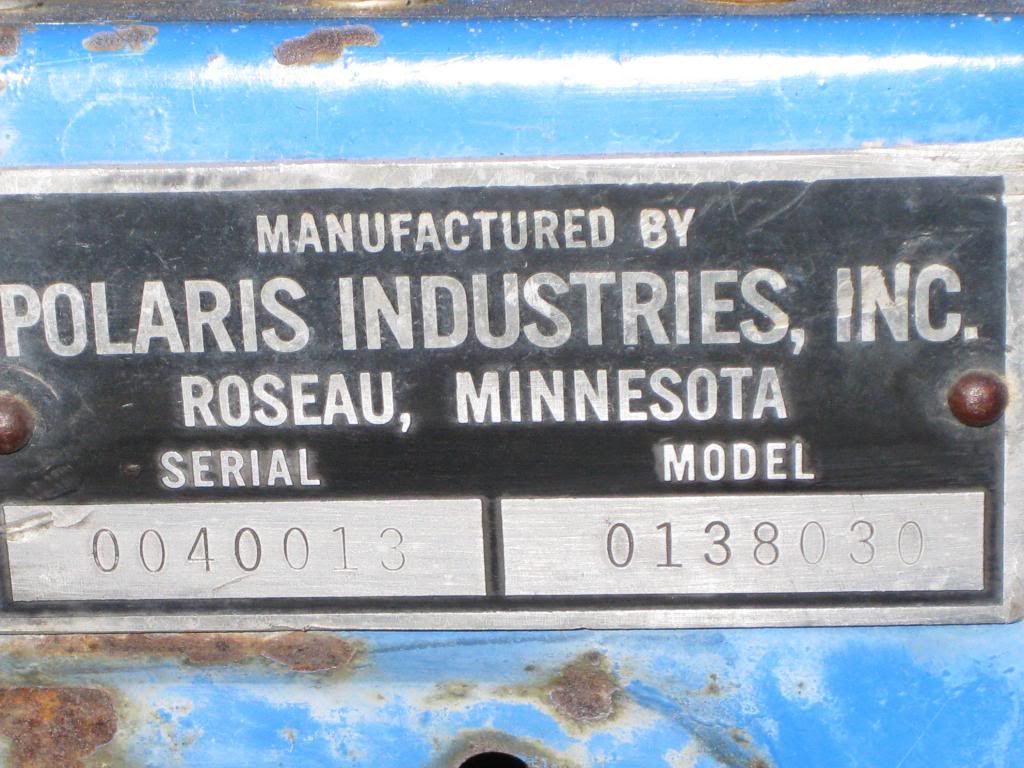 MANUFACTURED BY
POLARIS INDUSTRIES, INC.
ROSEAU, MINNESOTA
SERIAL MODEL
0040013 0138030